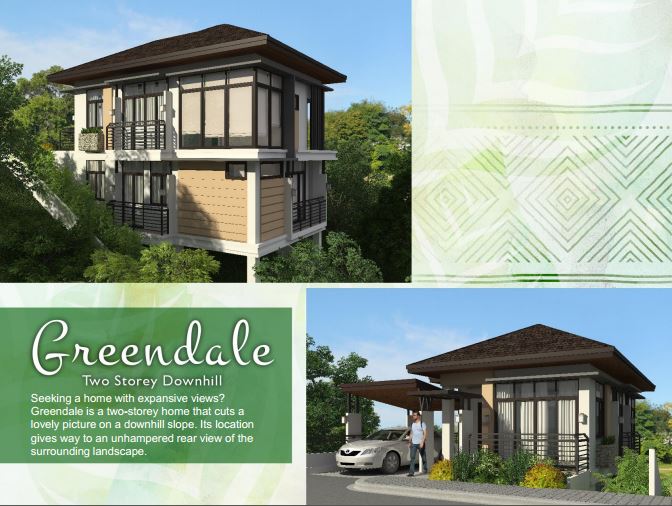 Greendale
Two Storey Downhill
Seeking a home with expansive views?
Greendale is a two-storey home that cuts a
lovely picture on a downhill slope. Its location
gives way to an unhampered rear view of the
surrounding landscape.